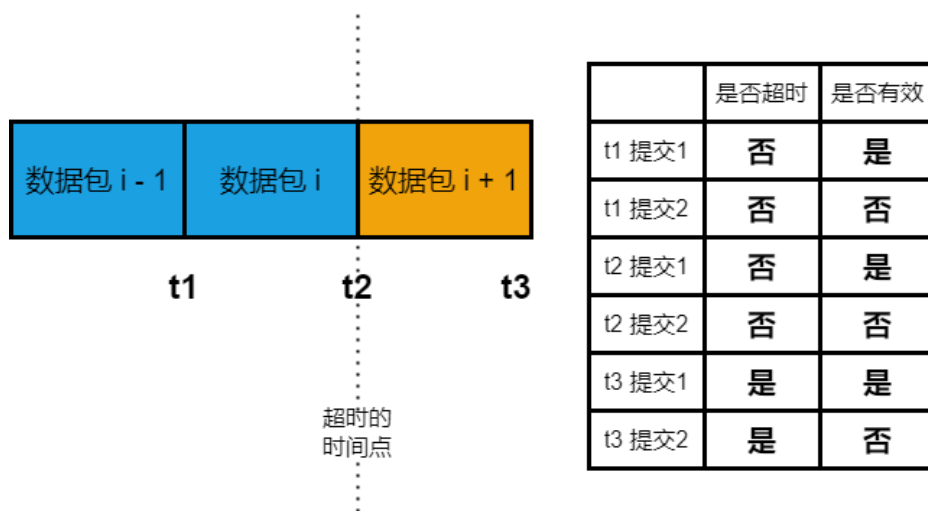 数据包 i - 1 数据包 i 数据包 i + 1
t1 t2 t3
超时的
时间点
是否超时 是否有效
t1 提交1 否 是
t1 提交2 否 否
t2 提交1 否 是
t2 提交2 否 否
t3 提交1 是 是
t3 提交2 是 否